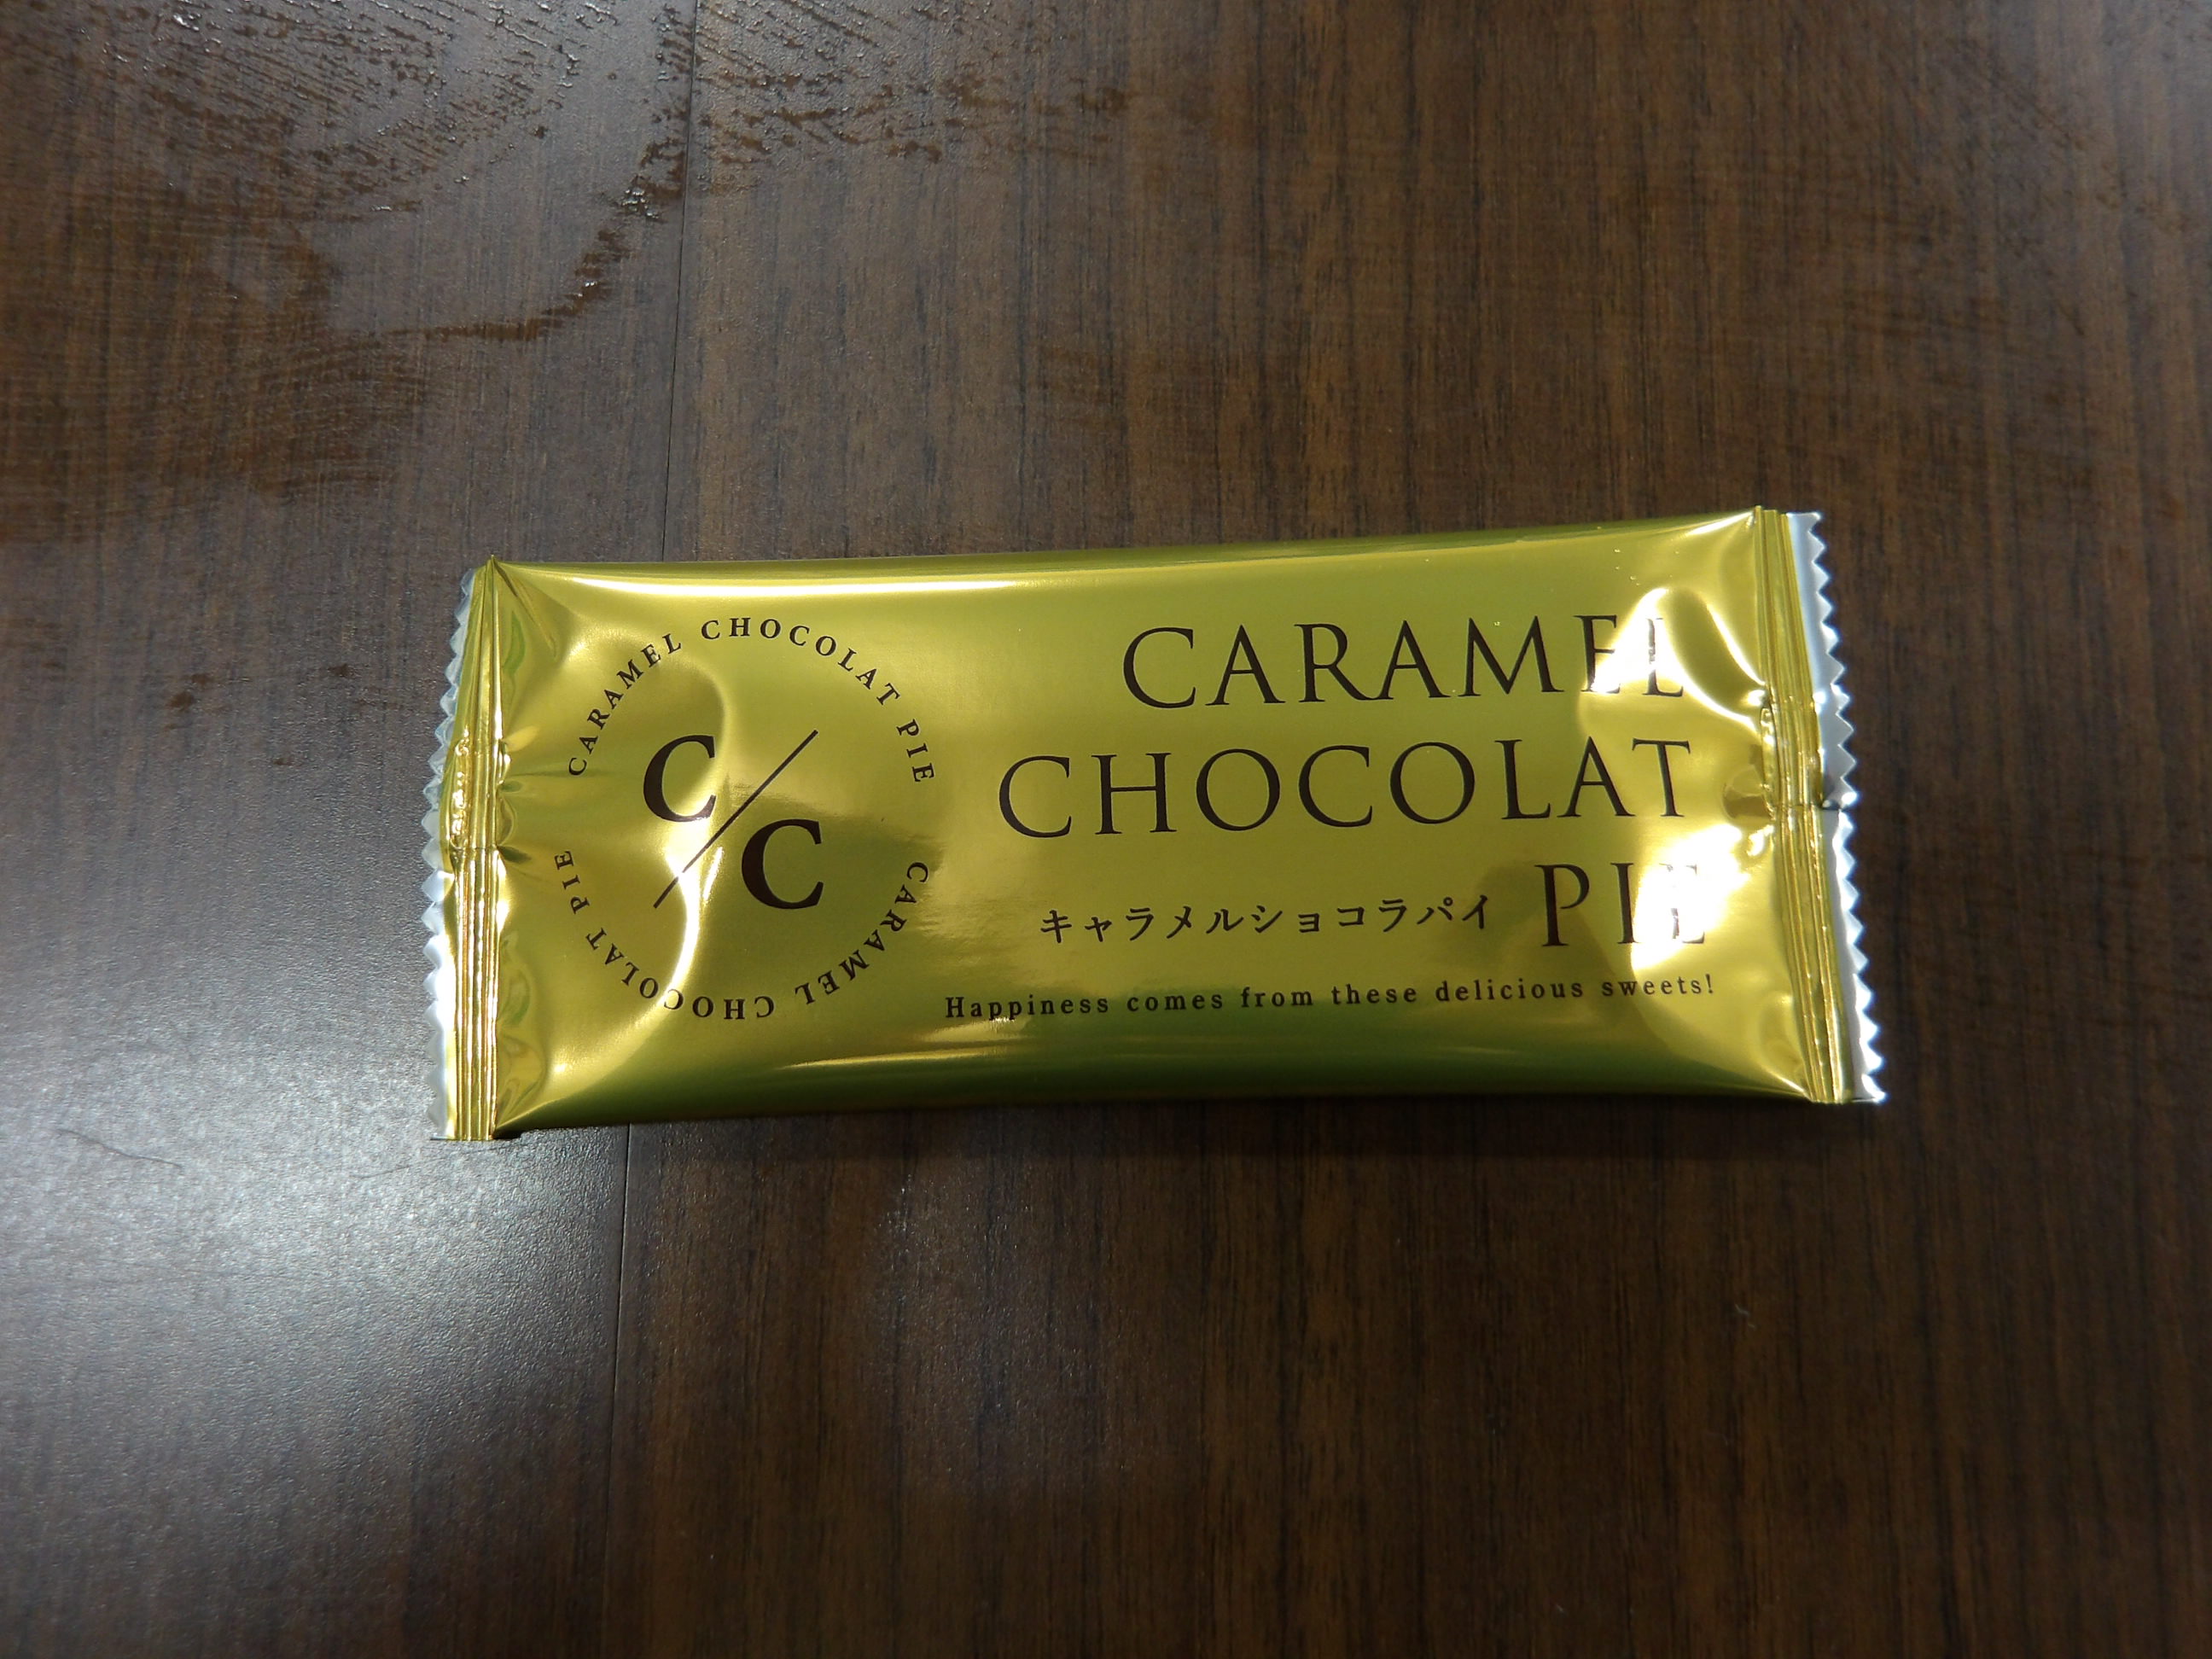 CARAMEL CHOCOLAT PIE
CARAMEL CHOCOLAT PIE
C/C
CARAMEL
CHOCOLAT
キャラメルショコラパイ PIE
Happiness comes from these delicious sweets!